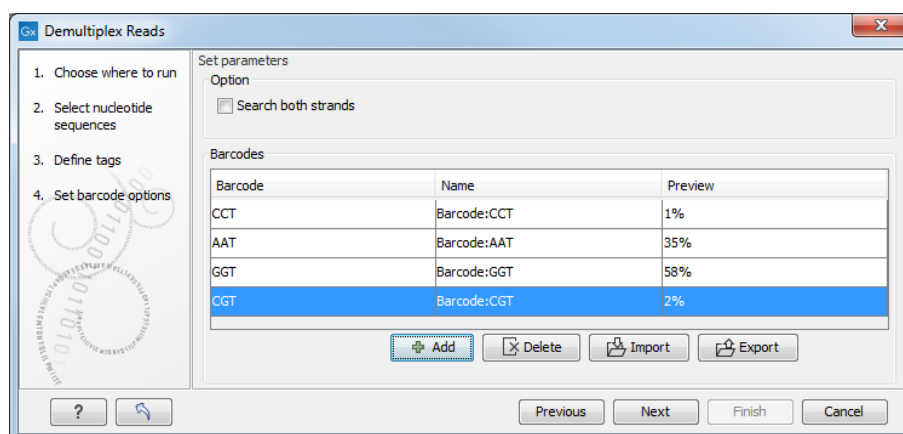 Gx Demultiplex Reads
1. Choose where to run
2. Select nucleotide
sequences
3. Define tags
4. Set barcode options
Set parameters
Option
Search both strands
Barcodes
Barcode Name Preview
CCT Barcode:CCT 1%
AAT Barcode:AAT 35%
GGT Barcode:GGT 58%
CGT Barcode:CGT 2%
Add Delete Import Export
? Previous Next Finish Cancel